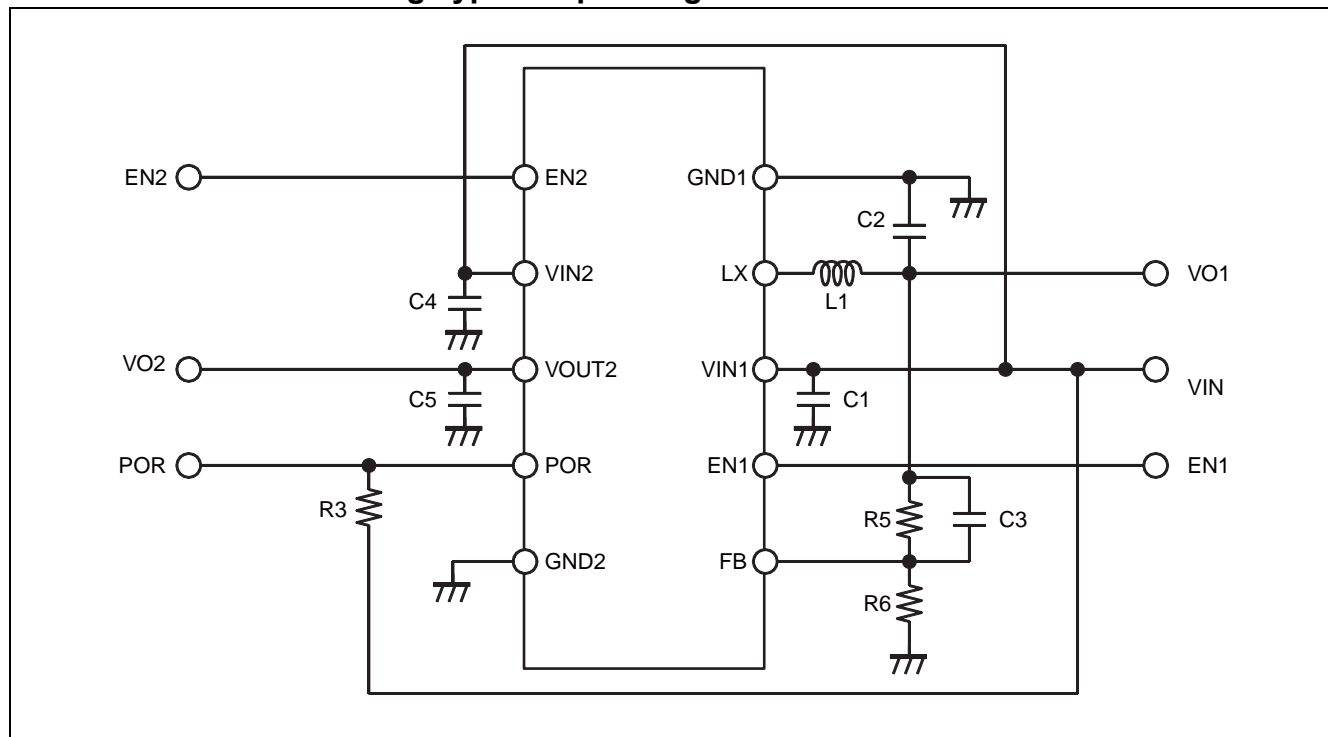 EN2
EN2
GND1
C2
VIN2
LX
VO1
C4
L1
VO2
VOUT2
VIN1
VIN
C5
C1
POR
POR
EN1
EN1
R3
R5
C3
GND2
FB
R6